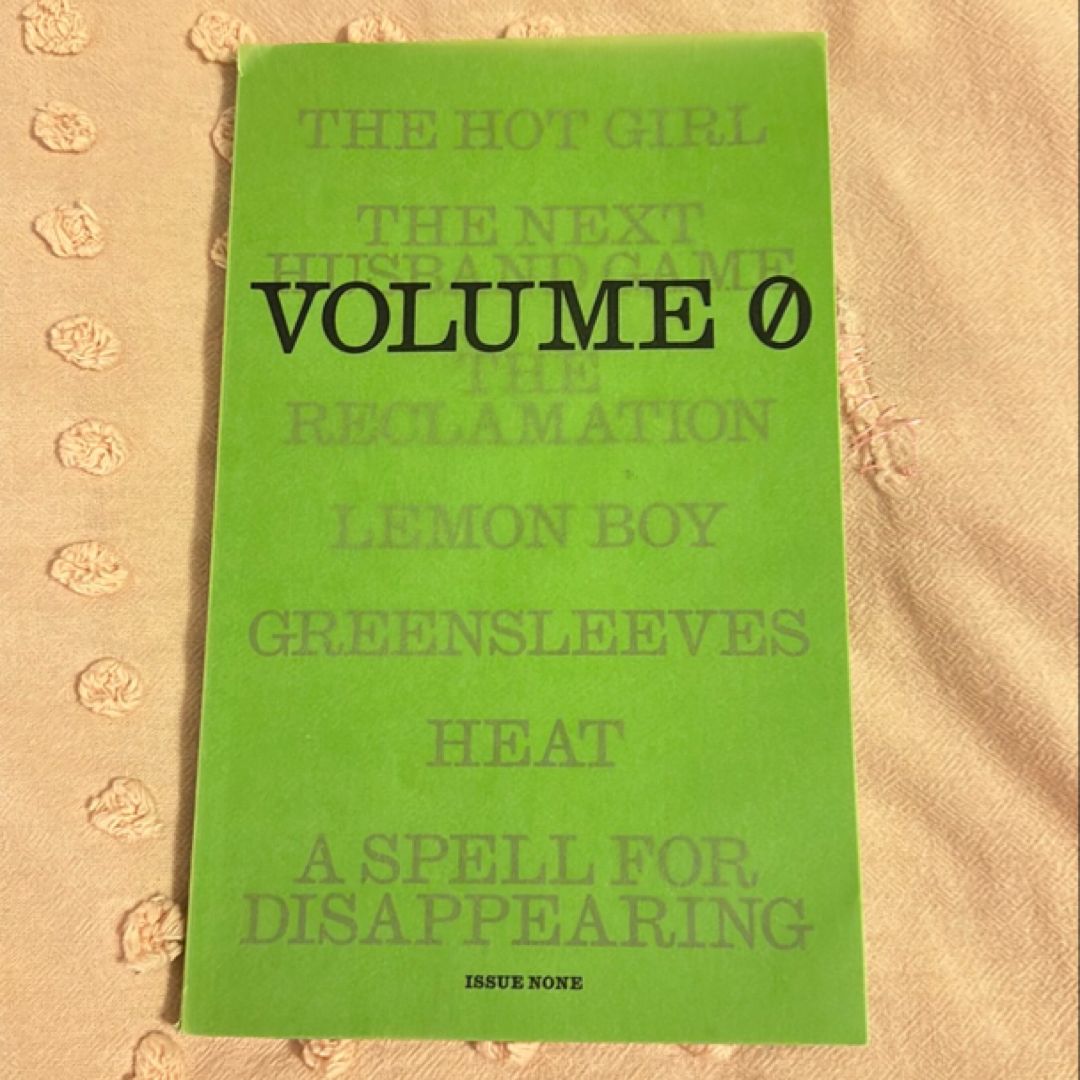 THE HOT GIRL
THE NEXT
HUSBAND GAME
VOLUME 0
THE
RECLAMATION
LEMON BOY
GREENSLEEVES
HEAT
A SPELL FOR
DISAPPEARING
ISSUE NONE